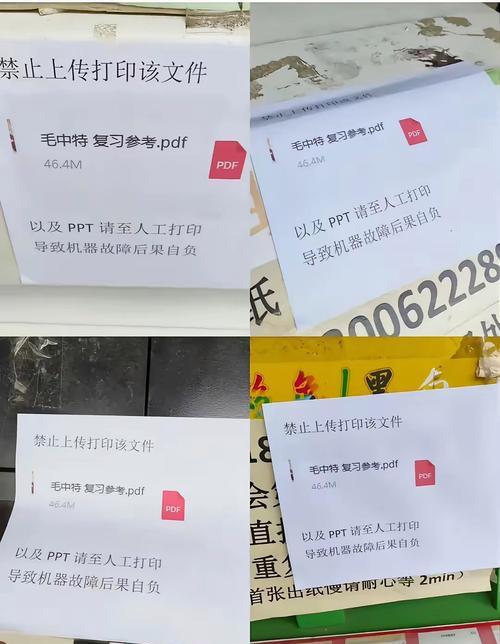 禁止上传打印该文件
毛中特 复习参考.pdf
46.4M
PDF
以及 PPT 请至人工打印
导致机器故障后果自负
禁止上传打印该文件
毛中特 复习参考.pdf
46.4M
PDF
以及 PPT 请至人工打印
导致机器故障后果自负
纸
0062228
禁止上传打印该文件
毛中特 复习参考.pdf
46.4M
PDF
以及 PPT 请至人工打印
导致机器故障后果自负
黑
禁止上传打印该文件
18
毛中特 复习参考.pdf
46.4M
PDF
会
以及 PPT 请至人工打印
直接
导致机器故障后果自负
重复
首张出纸慢请耐心等 2min